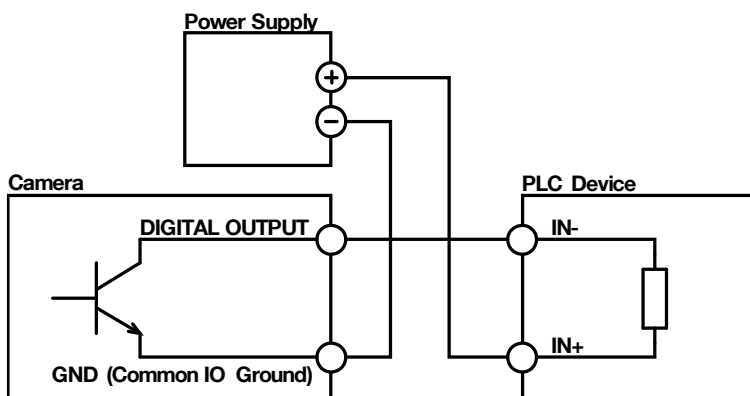 Power Supply
+
−
Camera
PLC Device
DIGITAL OUTPUT
IN-
IN+
GND (Common IO Ground)